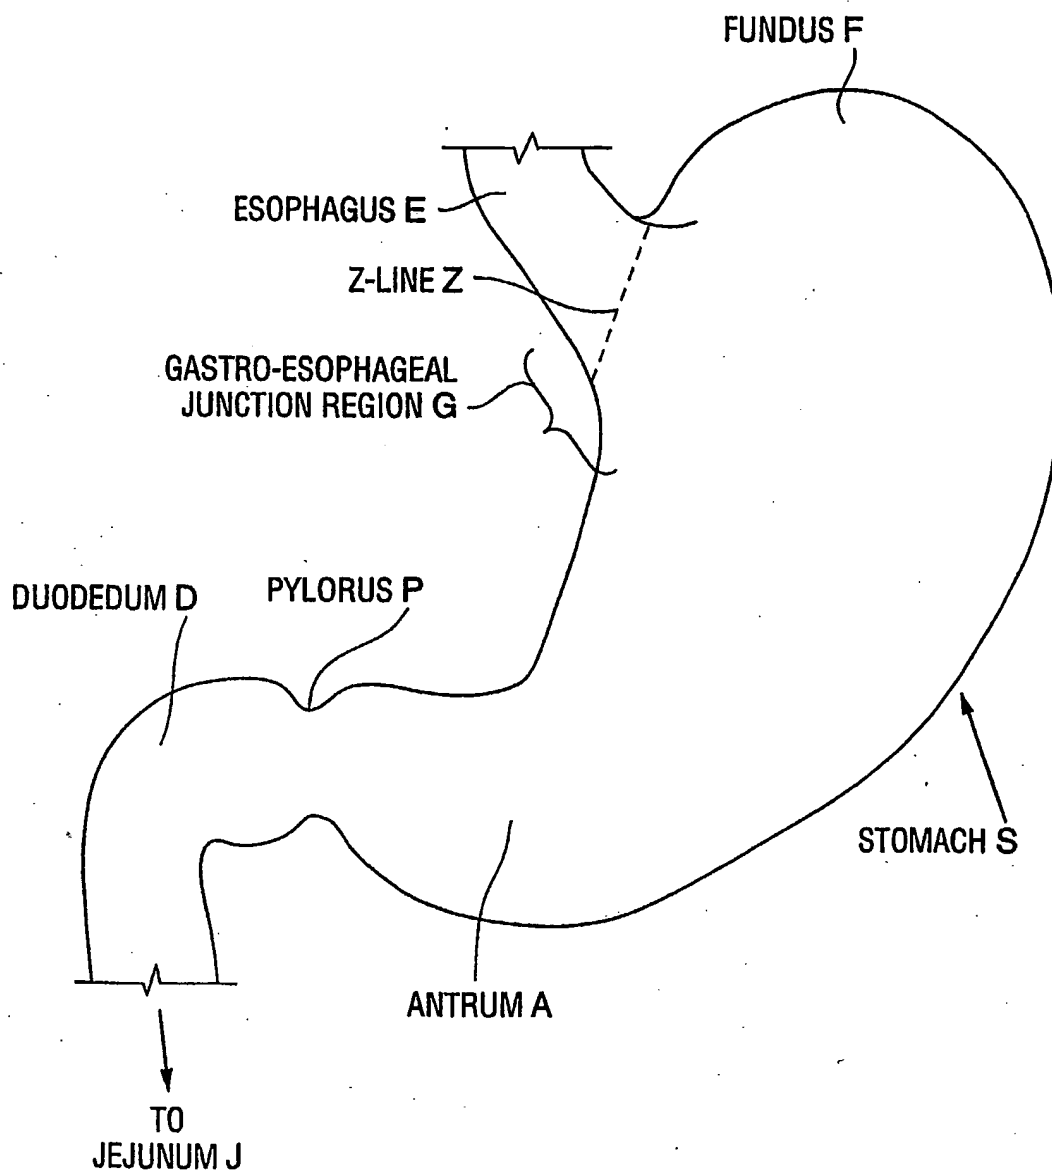 FUNDUS F
ESOPHAGUS E
Z-LINE Z
GASTRO-ESOPHAGEAL
JUNCTION REGION G
DUODEDUM D
PYLORUS P
STOMACH S
ANTRUM A
TO
JEJUNUM J